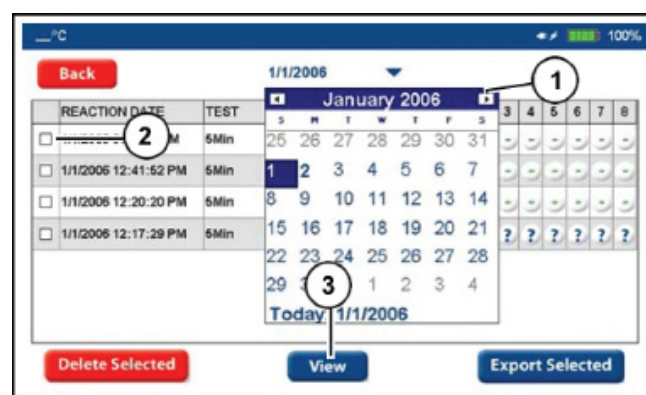 __°C 100%
Back 1/1/2006
REACTION DATE TEST 3 4 5 6 7 8
January 2006
S M T W T F S
25 26 27 28 29 30 31
1 2 3 4 5 6 7
8 9 10 11 12 13 14
15 16 17 18 19 20 21
22 23 24 25 26 27 28
29 1 2 3 4
Today 1/1/2006
M 5Min - - - - - -
1/1/2006 12:41:52 PM 5Min - - - - - -
1/1/2006 12:20:20 PM 5Min - - - - - -
1/1/2006 12:17:29 PM 5Min ? ? ? ? ? ?
Delete Selected View Export Selected
1
2
3